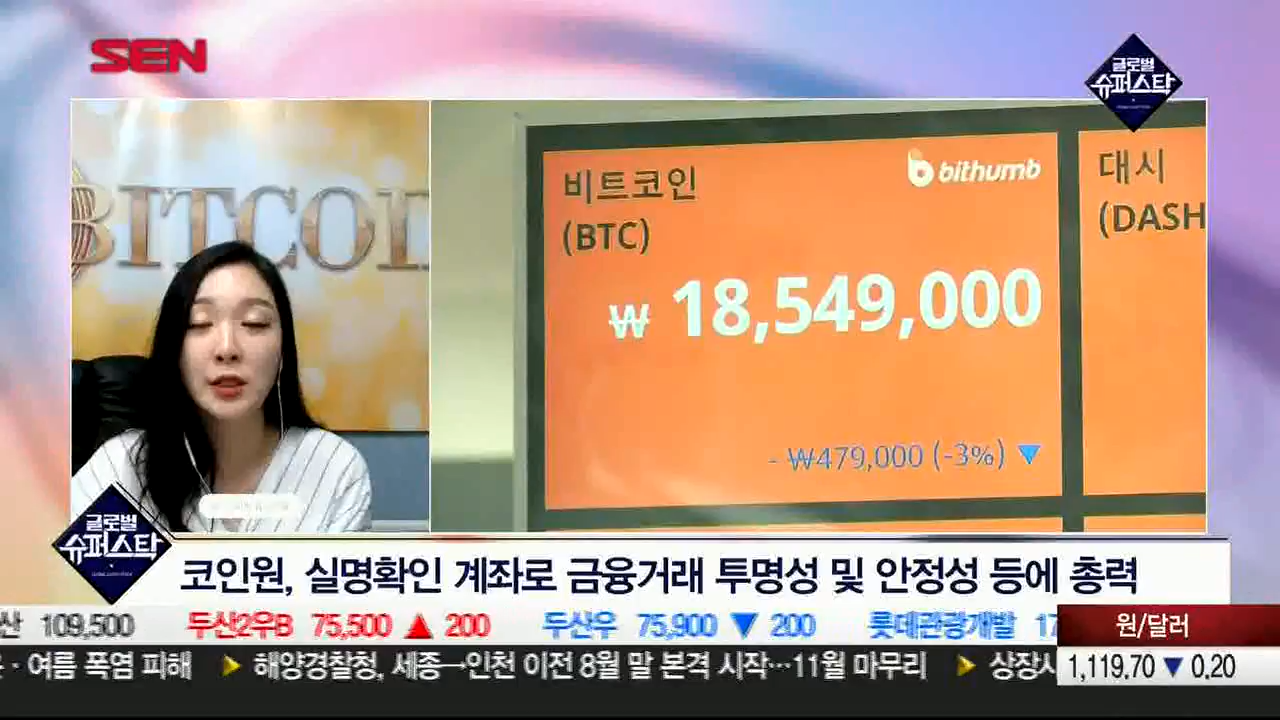 SEN
글로벌
슈퍼스타
BITCOIN
비트코인
(BTC)
bithumb
₩ 18,549,000
- ₩479,000 (-3%) ▼
대시
(DASH
글로벌
슈퍼스타
코인원, 실명확인 계좌로 금융거래 투명성 및 안정성 등에 총력
산 109,500 두산2우B 75,500 ▲ 200 두산우 75,900 ▼ 200 롯데관광개발 17
원/달러
· 여름 폭염 피해 ▶ 해양경찰청, 세종→인천 이전 8월 말 본격 시작…11월 마무리 ▶ 상장사
1,119.70 ▼ 0.20